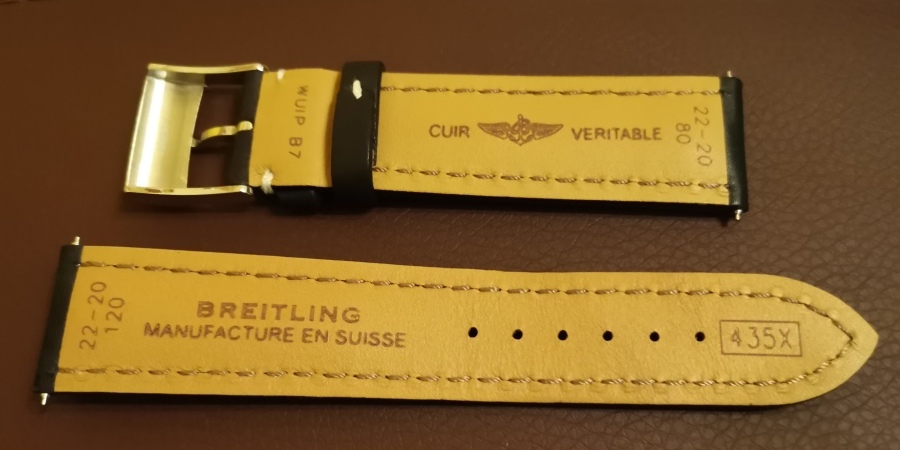 WUIP B7
CUIR VERITABLE
22-20
80
22-20
120
BREITLING
MANUFACTURE EN SUISSE
435X